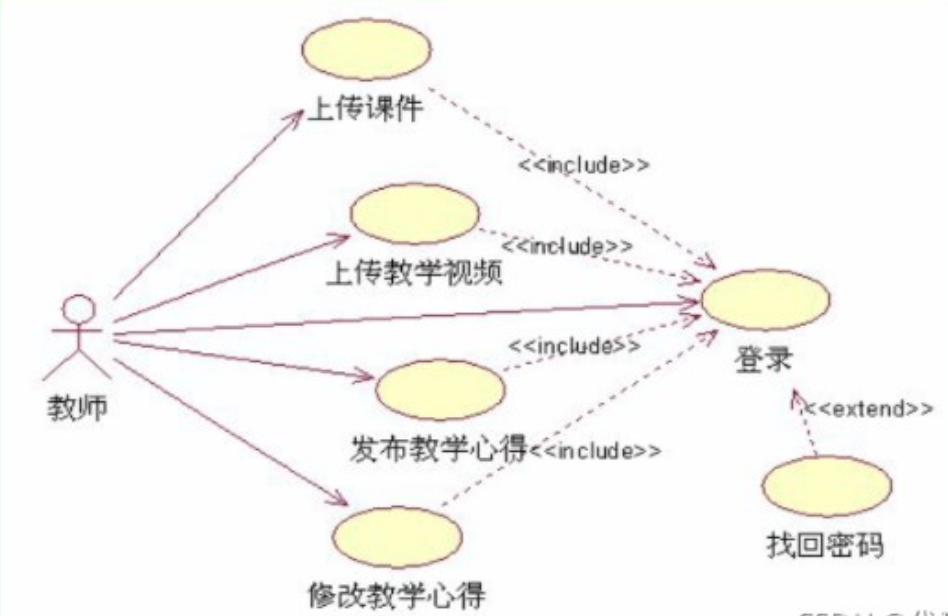 上传课件
<<include>>
上传教学视频
<<include>>
登录
教师
<<include>>
发布教学心得
<<include>>
<<extend>>
找回密码
修改教学心得